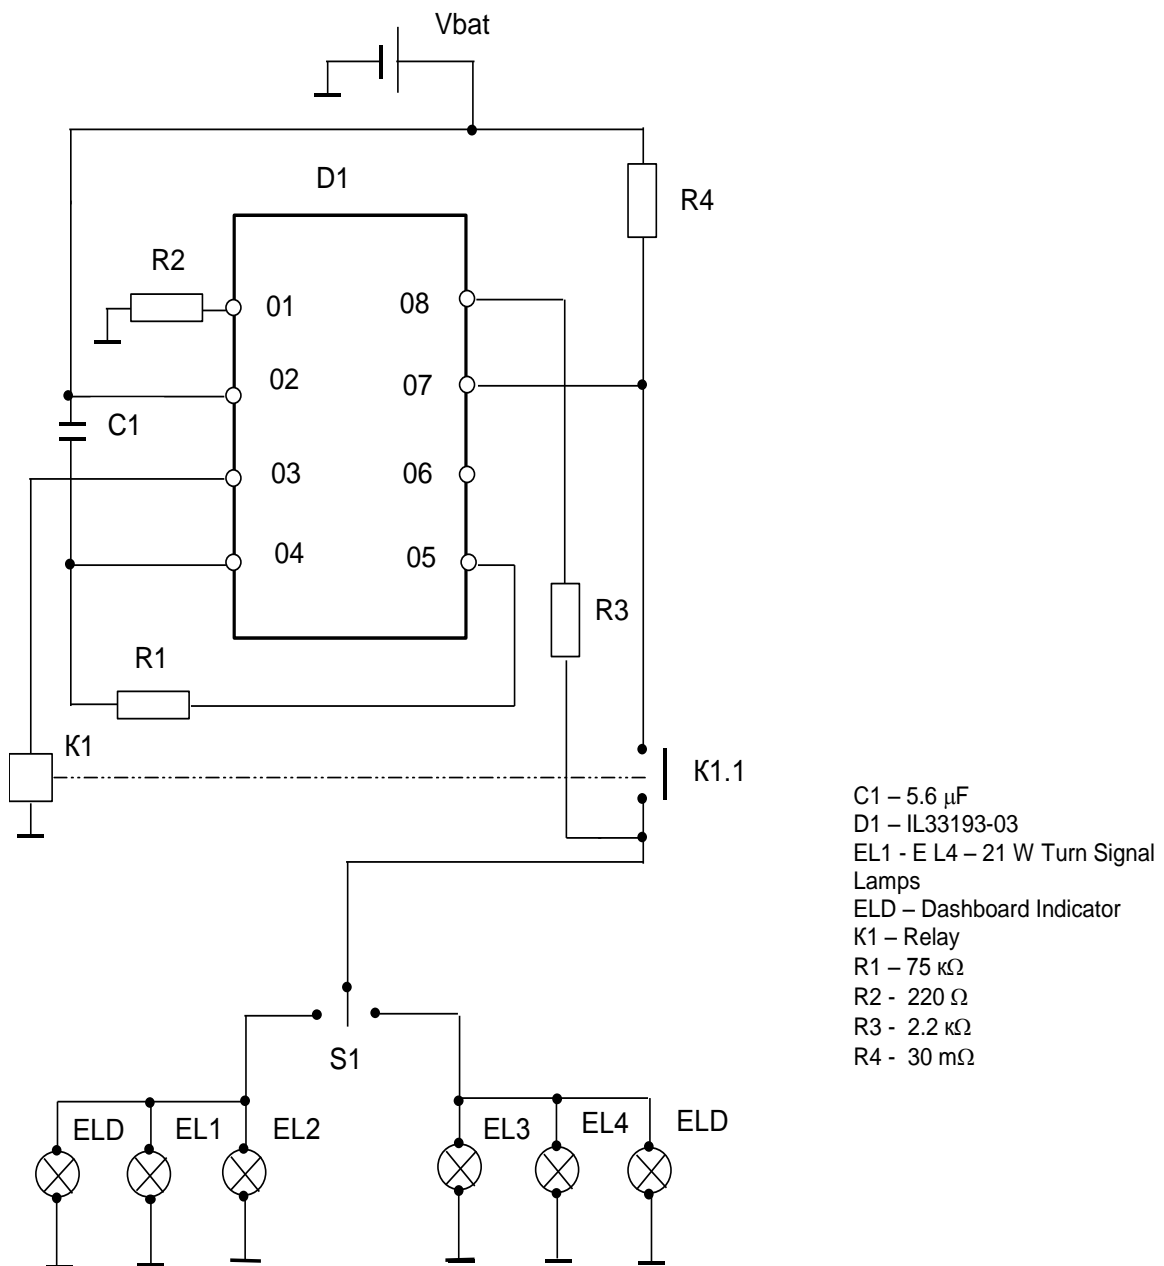 Vbat
D1
R4
R2
01
08
02
07
C1
03
06
04
05
R3
R1
К1
К1.1
S1
ELD
EL1
EL2
EL3
EL4
ELD
C1 – 5.6 μF
D1 – IL33193-03
EL1 - E L4 – 21 W Turn Signal
Lamps
ELD – Dashboard Indicator
К1 – Relay
R1 – 75 кΩ
R2 - 220 Ω
R3 - 2.2 кΩ
R4 - 30 mΩ